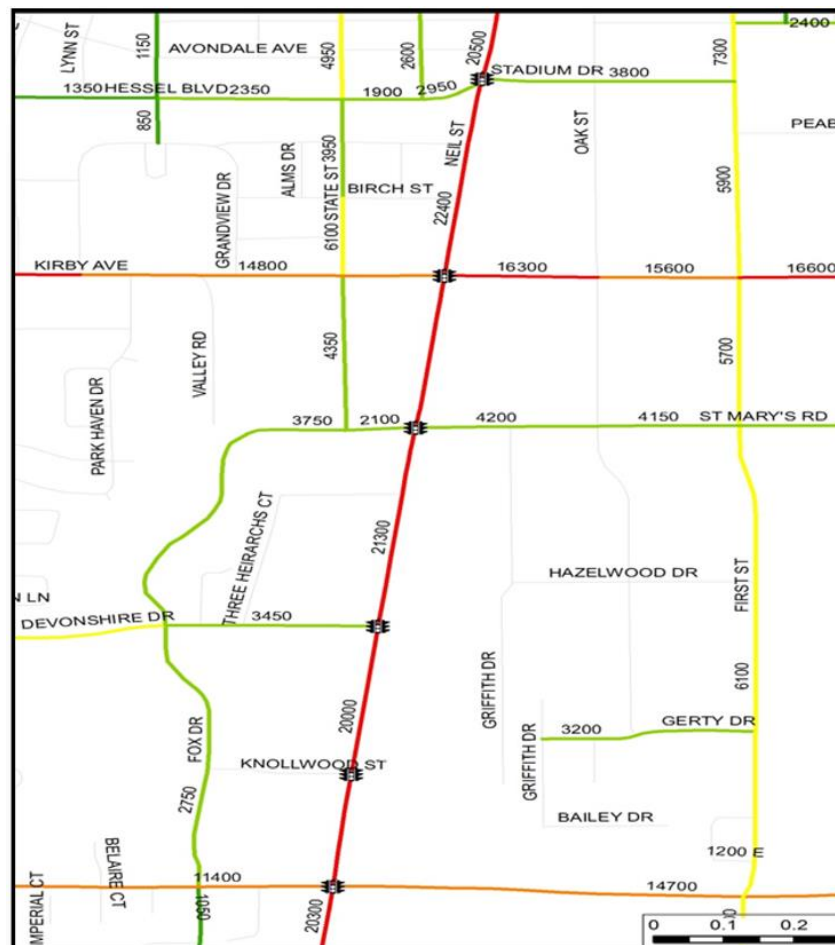 2400
LYNN ST
1150
AVONDALE AVE
4950
2600
20500
7300
STADIUM DR 3800
1350 HESSEL BLVD 2350
1900
2950
850
NEIL ST
OAK ST
PEAB
ALMS DR
3950
BIRCH ST
GRANDVIEW DR
STATE ST
6100
22400
5900
KIRBY AVE
14800
16300
15600
16600
VALLEY RD
4350
5700
PARK HAVEN DR
3750
2100
4200
4150
ST MARY'S RD
THREE HEIRARCHS CT
21300
HAZELWOOD DR
FIRST ST
N LN
DEVONSHIRE DR
3450
6100
GRIFFITH DR
FOX DR
20000
GERTY DR
3200
GRIFFITH DR
KNOLLWOOD ST
2750
BAILEY DR
BELAIRE CT
1200 E
11400
14700
MPERIAL CT
1050
20300
0 0.1 0.2